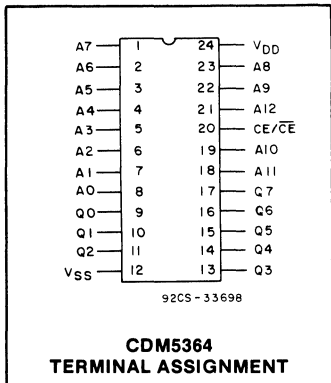 A7 1 24 VDD
A6 2 23 A8
A5 3 22 A9
A4 4 21 A12
A3 5 20 CE/C̅E̅
A2 6 19 A10
A1 7 18 A11
A0 8 17 Q7
Q0 9 16 Q6
Q1 10 15 Q5
Q2 11 14 Q4
VSS 12 13 Q3
92CS-33698
CDM5364
TERMINAL ASSIGNMENT